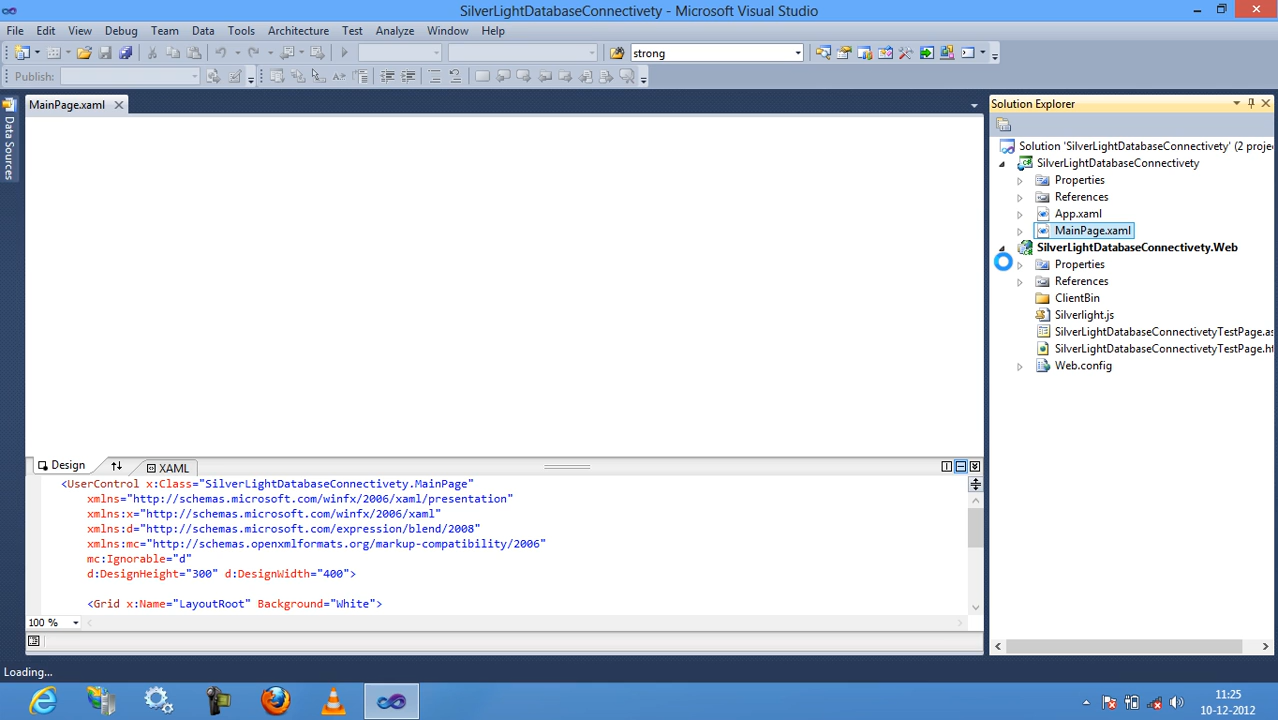 SilverLightDatabaseConnectivety - Microsoft Visual Studio
File Edit View Debug Team Data Tools Architecture Test Analyze Window Help
strong
Publish:
MainPage.xaml
Data Sources
Solution Explorer
Solution 'SilverLightDatabaseConnectivety' (2 proje
SilverLightDatabaseConnectivety
Properties
References
App.xaml
MainPage.xaml
SilverLightDatabaseConnectivety.Web
Properties
References
ClientBin
Silverlight.js
SilverLightDatabaseConnectivetyTestPage.as
SilverLightDatabaseConnectivetyTestPage.ht
Web.config
Design XAML
<UserControl x:Class="SilverLightDatabaseConnectivety.MainPage"
xmlns="http://schemas.microsoft.com/winfx/2006/xaml/presentation"
xmlns:x="http://schemas.microsoft.com/winfx/2006/xaml"
xmlns:d="http://schemas.microsoft.com/expression/blend/2008"
xmlns:mc="http://schemas.openxmlformats.org/markup-compatibility/2006"
mc:Ignorable="d"
d:DesignHeight="300" d:DesignWidth="400">
<Grid x:Name="LayoutRoot" Background="White">
100 %
Loading...
11:25
10-12-2012